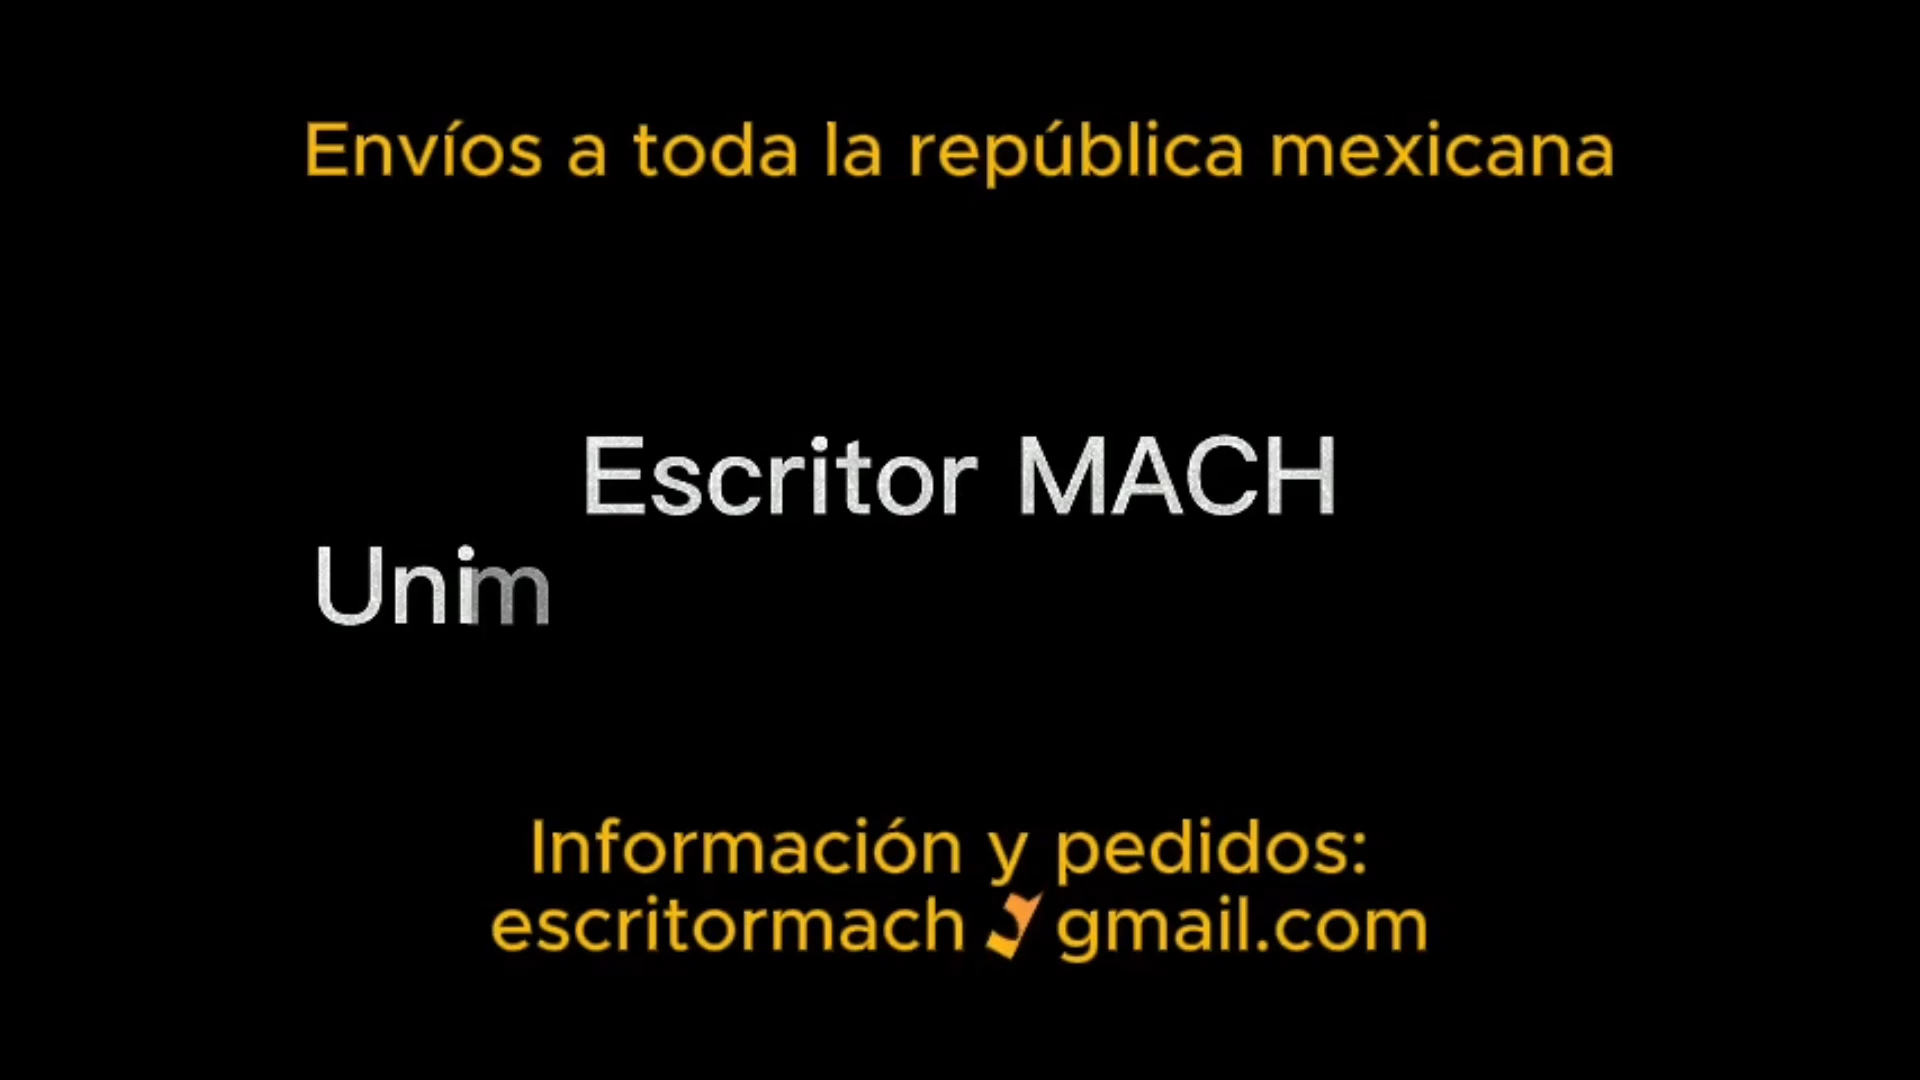 Envíos a toda la república mexicana
Escritor MACH
Unim
Información y pedidos:
escritormach gmail.com